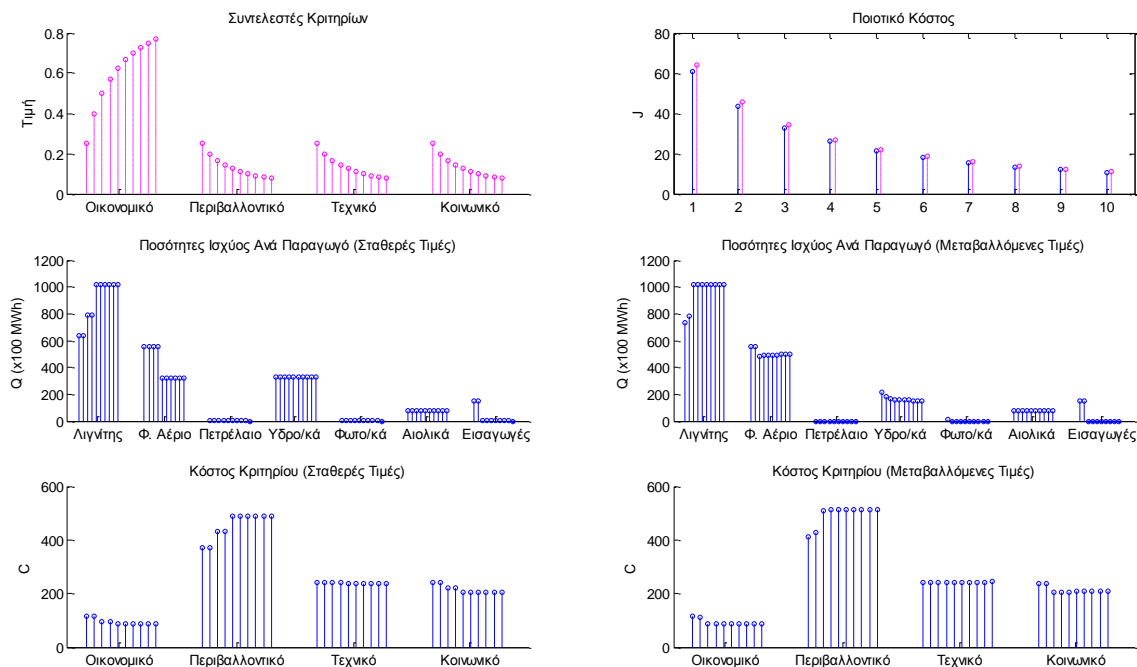 Συντελεστές Κριτηρίων
Τιμή
0.8
0.6
0.4
0.2
0
Οικονομικό Περιβαλλοντικό Τεχνικό Κοινωνικό
Ποιοτικό Κόστος
J
80
60
40
20
0
1 2 3 4 5 6 7 8 9 10
Ποσότητες Ισχύος Ανά Παραγωγό (Σταθερές Τιμές)
Q (x100 MWh)
1200
1000
800
600
400
200
0
Λιγνίτης Φ. Αέριο Πετρέλαιο Υδρο/κά Φωτο/κά Αιολικά Εισαγωγές
Ποσότητες Ισχύος Ανά Παραγωγό (Μεταβαλλόμενες Τιμές)
Q (x100 MWh)
1200
1000
800
600
400
200
0
Λιγνίτης Φ. Αέριο Πετρέλαιο Υδρο/κά Φωτο/κά Αιολικά Εισαγωγές
Κόστος Κριτηρίου (Σταθερές Τιμές)
C
600
400
200
0
Οικονομικό Περιβαλλοντικό Τεχνικό Κοινωνικό
Κόστος Κριτηρίου (Μεταβαλλόμενες Τιμές)
C
600
400
200
0
Οικονομικό Περιβαλλοντικό Τεχνικό Κοινωνικό